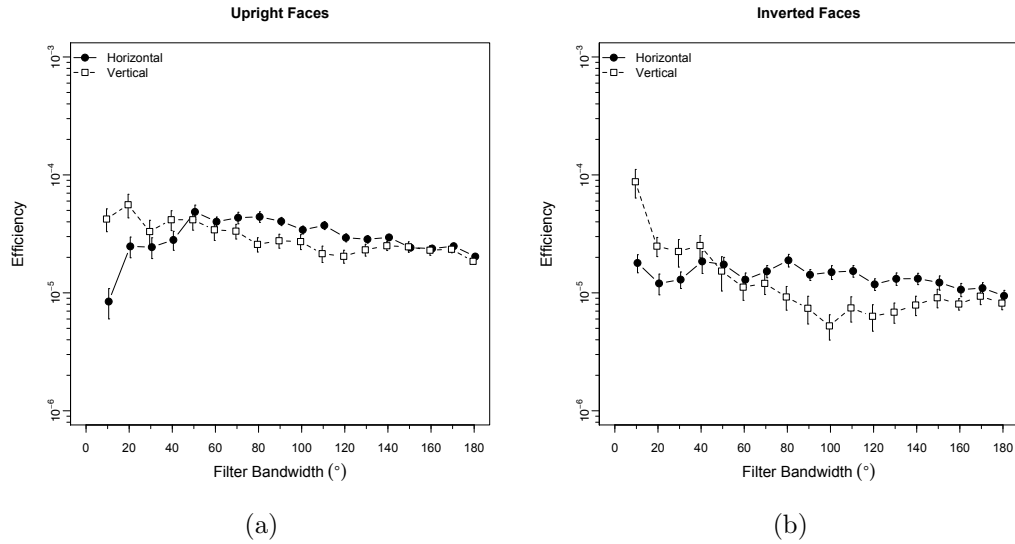 Upright Faces
Horizontal
Vertical
Efficiency
10⁻³
10⁻⁴
10⁻⁵
10⁻⁶
0 20 40 60 80 100 120 140 160 180
Filter Bandwidth (°)
(a)
Inverted Faces
Horizontal
Vertical
Efficiency
10⁻³
10⁻⁴
10⁻⁵
10⁻⁶
0 20 40 60 80 100 120 140 160 180
Filter Bandwidth (°)
(b)